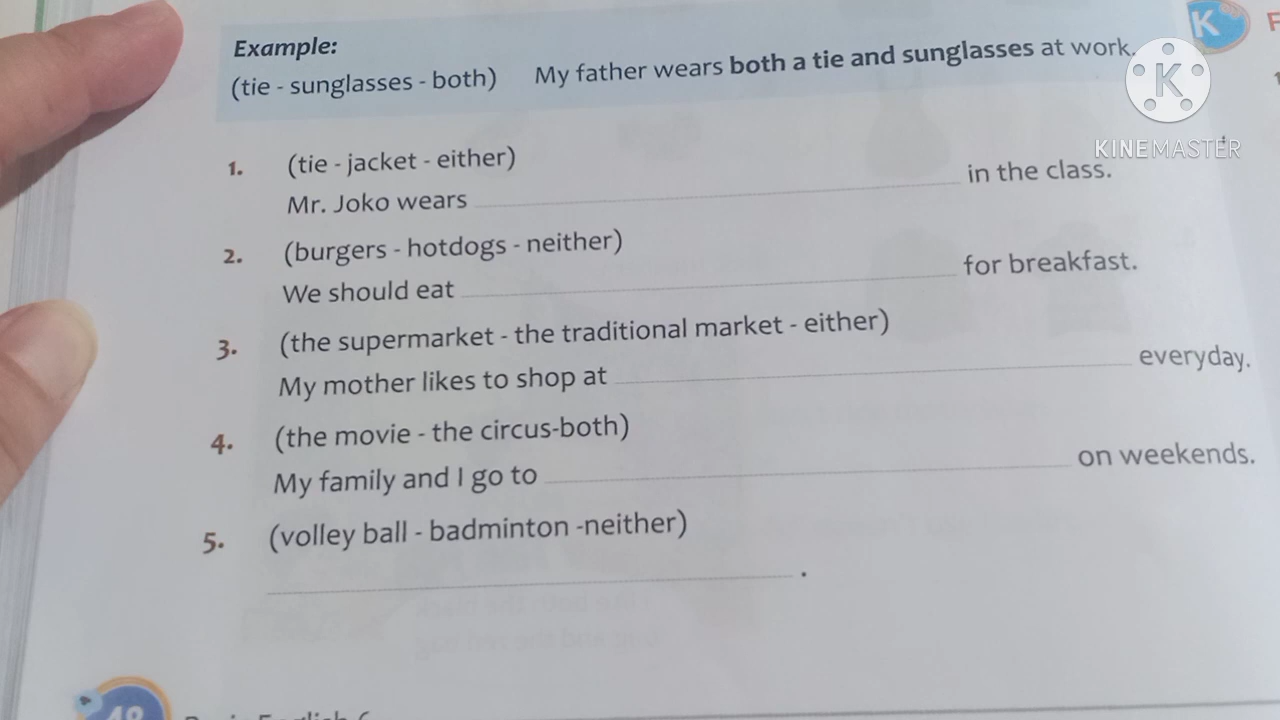 Example:
(tie - sunglasses - both) My father wears both a tie and sunglasses at work.
K
K
KINEMASTER
1. (tie - jacket - either)
Mr. Joko wears in the class.
2. (burgers - hotdogs - neither)
We should eat for breakfast.
3. (the supermarket - the traditional market - either)
My mother likes to shop at everyday.
4. (the movie - the circus-both)
My family and I go to on weekends.
5. (volley ball - badminton -neither)
.